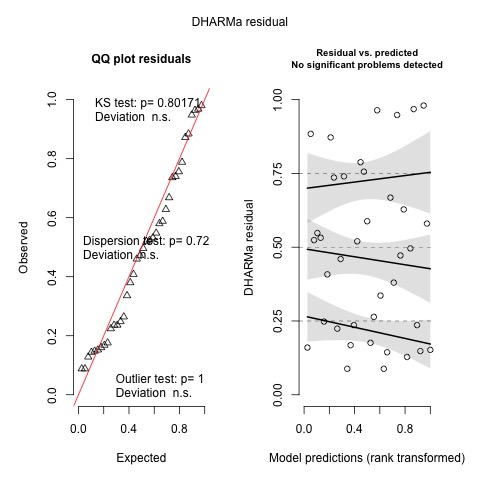 DHARMa residual
QQ plot residuals
KS test: p= 0.80171
Deviation n.s.
Dispersion test: p= 0.72
Deviation n.s.
Outlier test: p= 1
Deviation n.s.
Observed
0.0 0.2 0.4 0.6 0.8 1.0
0.0 0.4 0.8
Expected
Residual vs. predicted
No significant problems detected
DHARMa residual
0.00 0.25 0.50 0.75 1.00
0.0 0.4 0.8
Model predictions (rank transformed)